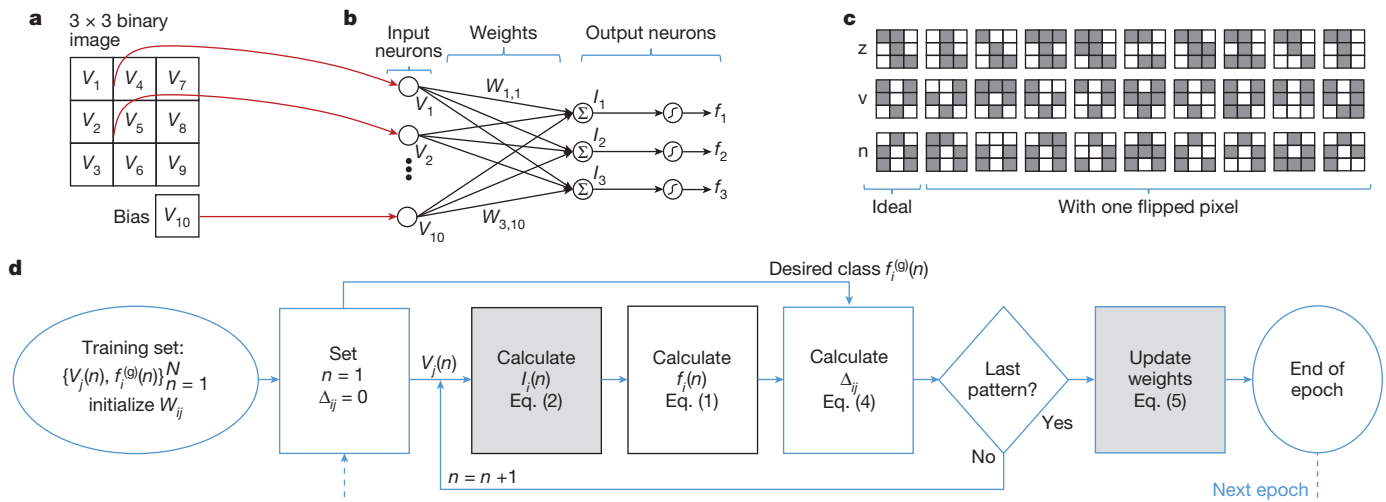 a
3 × 3 binary
image
V1 V4 V7
V2 V5 V8
V3 V6 V9
Bias V10
b
Input
neurons
Weights
Output neurons
V1
V2
V10
W1,1
W3,10
Σ I1 f1
Σ I2 f2
Σ I3 f3
c
z
v
n
Ideal
With one flipped pixel
d
Desired class fi(g)(n)
Training set:
{Vj(n), fi(g)(n)}N n = 1
initialize Wij
Set
n = 1
Δij = 0
Vj(n)
Calculate
Ii(n)
Eq. (2)
Calculate
fi(n)
Eq. (1)
Calculate
Δij
Eq. (4)
Last
pattern?
Yes
No
n = n +1
Update
weights
Eq. (5)
End of
epoch
Next epoch